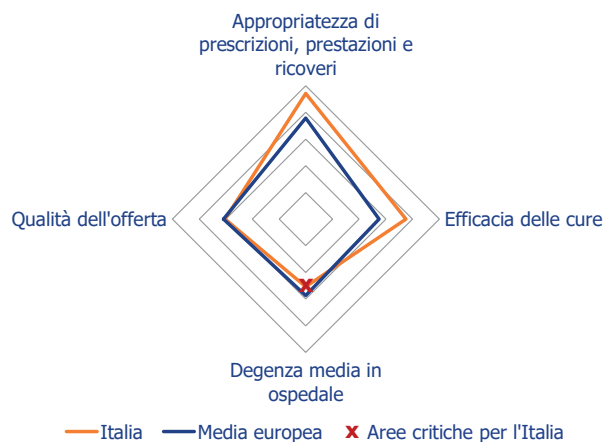 Appropriatezza di
prescrizioni, prestazioni e
ricoveri
Qualità dell'offerta
Efficacia delle cure
Degenza media in
ospedale
Italia
Media europea
x Aree critiche per l'Italia